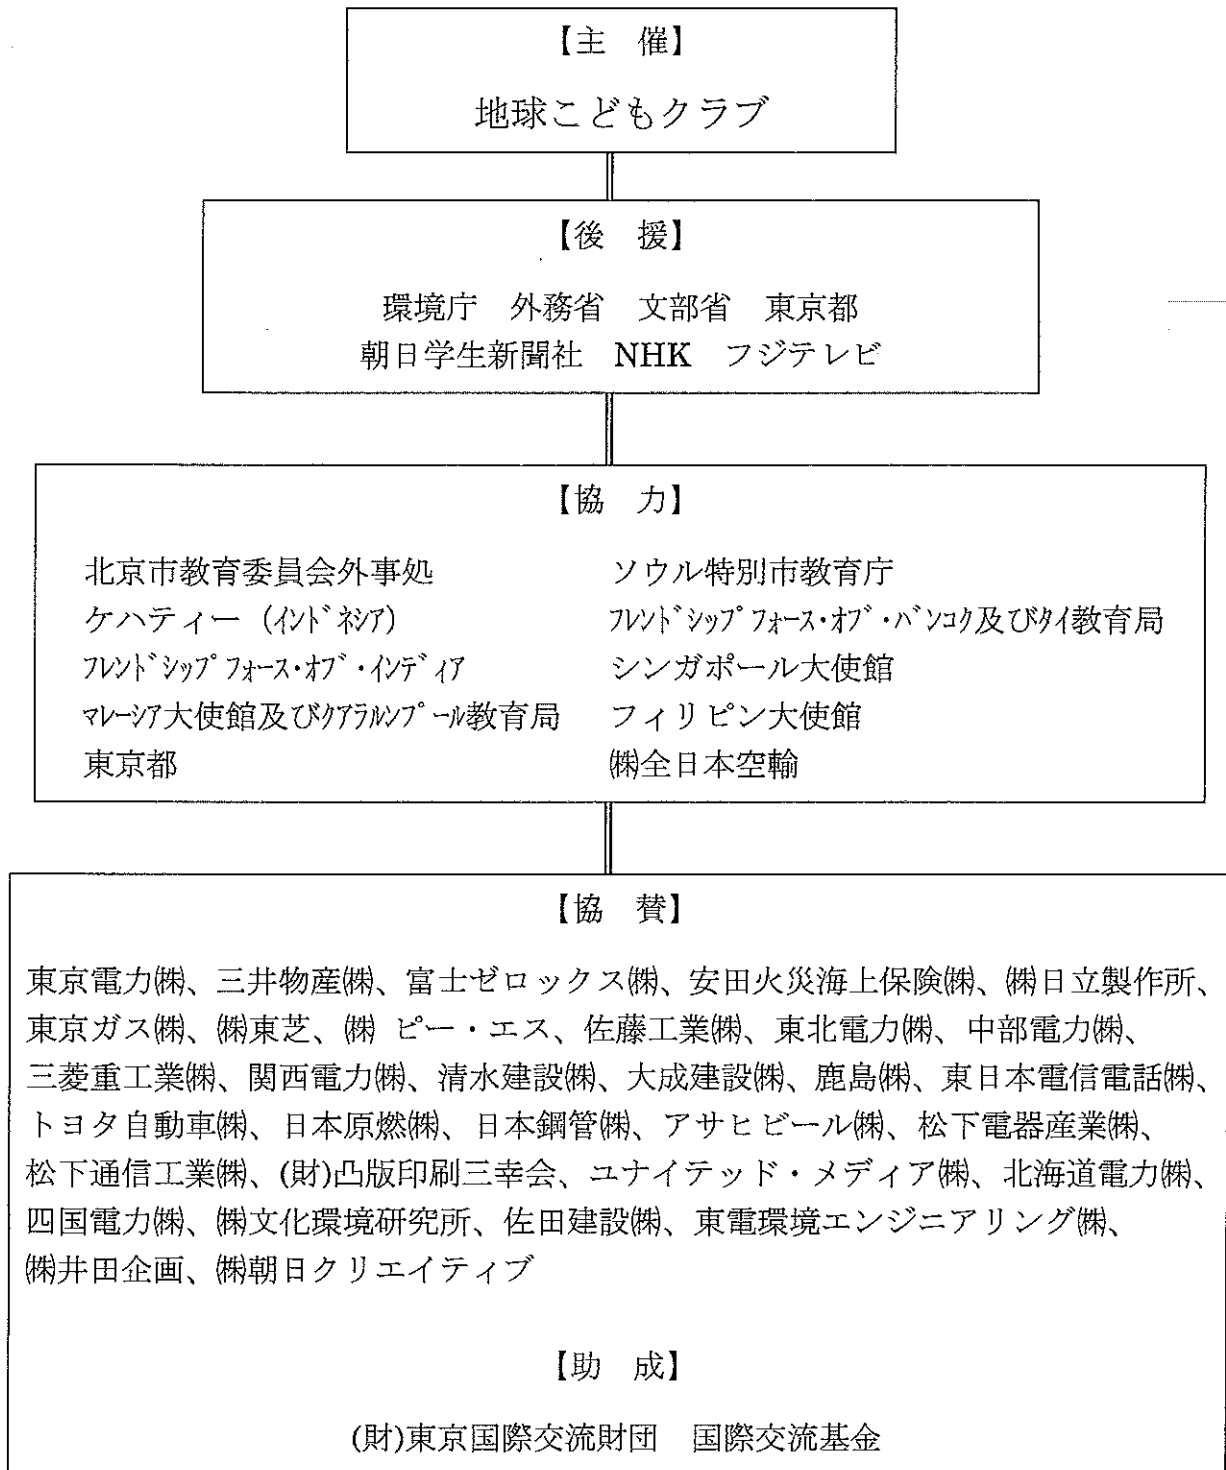 【主　催】
地球こどもクラブ
【後　援】
環境庁　外務省　文部省　東京都
朝日学生新聞社　NHK　フジテレビ
【協　力】
北京市教育委員会外事処　ソウル特別市教育庁
ケハティー（ｲﾝﾄﾞﾈｼｱ）　ﾌﾚﾝﾄﾞｼｯﾌﾟﾌｫｰｽ・ｵﾌﾞ・ﾊﾞﾝｺｸ及びﾀｲ教育局
ﾌﾚﾝﾄﾞｼｯﾌﾟﾌｫｰｽ・ｵﾌﾞ・ｲﾝﾃﾞｨｱ　シンガポール大使館
ﾏﾚｰｼｱ大使館及びｸｱﾗﾙﾝﾌﾟｰﾙ教育局　フィリピン大使館
東京都　㈱全日本空輸
【協　賛】
東京電力㈱、三井物産㈱、富士ゼロックス㈱、安田火災海上保険㈱、㈱日立製作所、
東京ガス㈱、㈱東芝、㈱ ピー・エス、佐藤工業㈱、東北電力㈱、中部電力㈱、
三菱重工業㈱、関西電力㈱、清水建設㈱、大成建設㈱、鹿島㈱、東日本電信電話㈱、
トヨタ自動車㈱、日本原燃㈱、日本鋼管㈱、アサヒビール㈱、松下電器産業㈱、
松下通信工業㈱、(財)凸版印刷三幸会、ユナイテッド・メディア㈱、北海道電力㈱、
四国電力㈱、㈱文化環境研究所、佐田建設㈱、東電環境エンジニアリング㈱、
㈱井田企画、㈱朝日クリエイティブ
【助　成】
(財)東京国際交流財団　国際交流基金